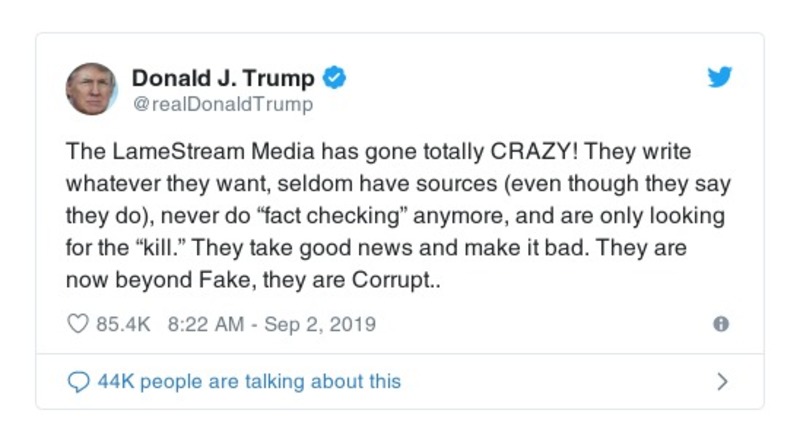 Donald J. Trump
@realDonaldTrump
The LameStream Media has gone totally CRAZY! They write
whatever they want, seldom have sources (even though they say
they do), never do “fact checking” anymore, and are only looking
for the “kill.” They take good news and make it bad. They are
now beyond Fake, they are Corrupt..
85.4K 8:22 AM - Sep 2, 2019
44K people are talking about this